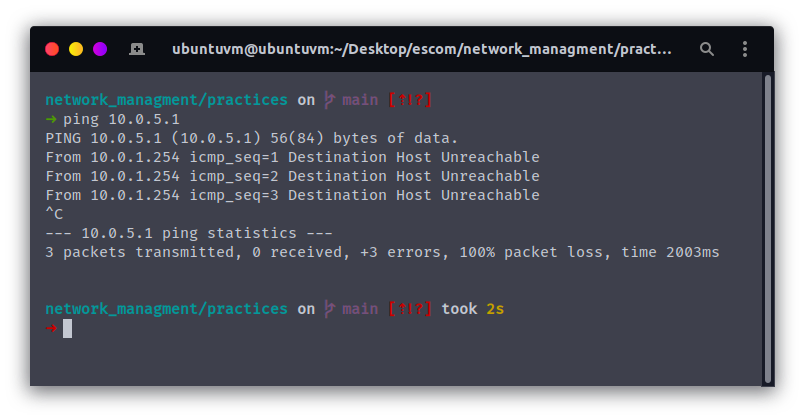 ubuntuvm@ubuntuvm:~/Desktop/escom/network_managment/pract...
network_managment/practices on main [↑!?]
➜ ping 10.0.5.1
PING 10.0.5.1 (10.0.5.1) 56(84) bytes of data.
From 10.0.1.254 icmp_seq=1 Destination Host Unreachable
From 10.0.1.254 icmp_seq=2 Destination Host Unreachable
From 10.0.1.254 icmp_seq=3 Destination Host Unreachable
^C
--- 10.0.5.1 ping statistics ---
3 packets transmitted, 0 received, +3 errors, 100% packet loss, time 2003ms
network_managment/practices on main [↑!?] took 2s
➜